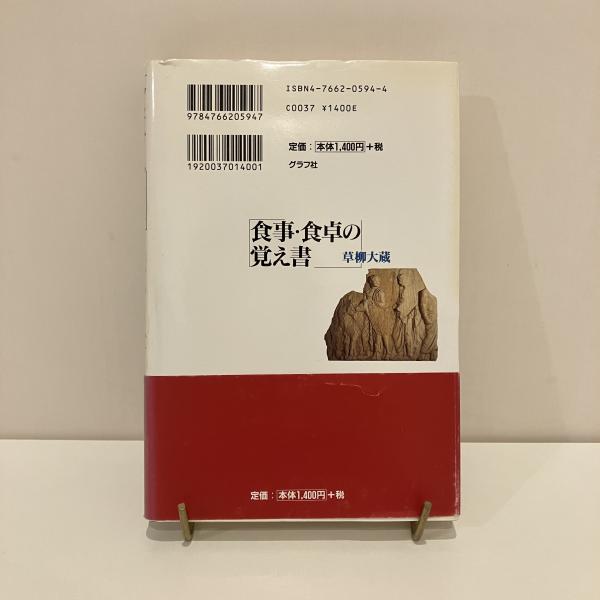 ISBN4-7662-0594-4
C0037 ¥1400E
9784766205947
定価：本体1,400円+税
グラフ社
1920037014001
食事・食卓の
覚え書
草柳大蔵
定価：本体1,400円+税